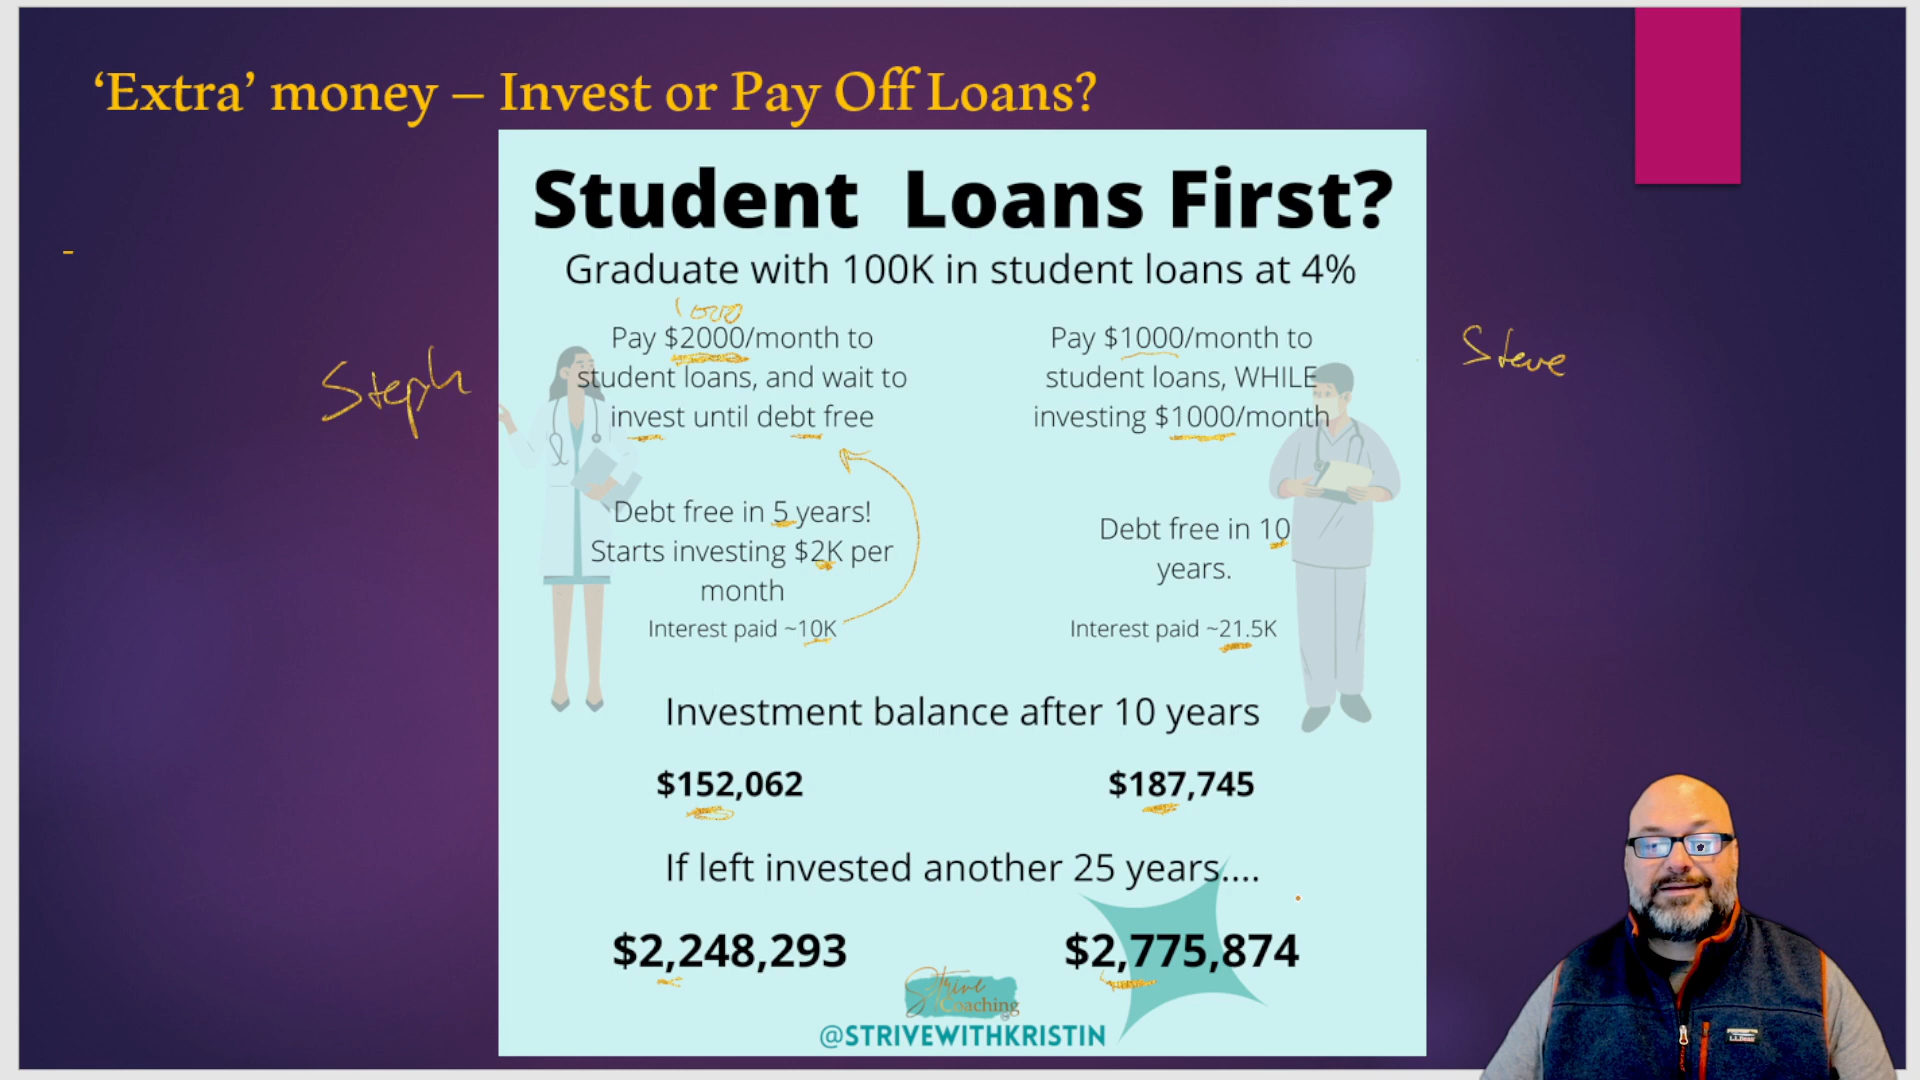 ‘Extra’ money – Invest or Pay Off Loans?
Student Loans First?
Graduate with 100K in student loans at 4%
1000
Pay $2000/month to
student loans, and wait to
invest until debt free
Steph
Debt free in 5 years!
Starts investing $2K per
month
Interest paid ~10K
Pay $1000/month to
student loans, WHILE
investing $1000/month
Steve
Debt free in 10
years.
Interest paid ~21.5K
Investment balance after 10 years
$152,062
$187,745
If left invested another 25 years....
$2,248,293
$2,775,874
Strive
Coaching
@STRIVEWITHKRISTIN
L.L.Bean